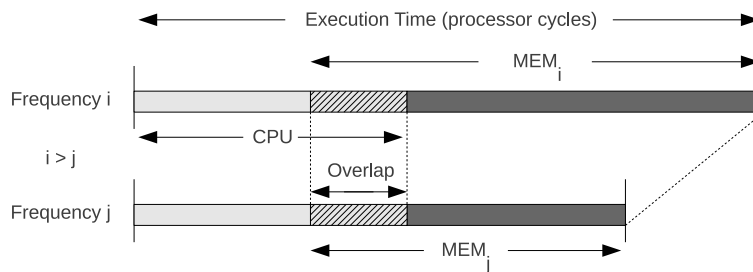 Execution Time (processor cycles)
MEM i
Frequency i
CPU
i > j
Overlap
Frequency j
MEM j